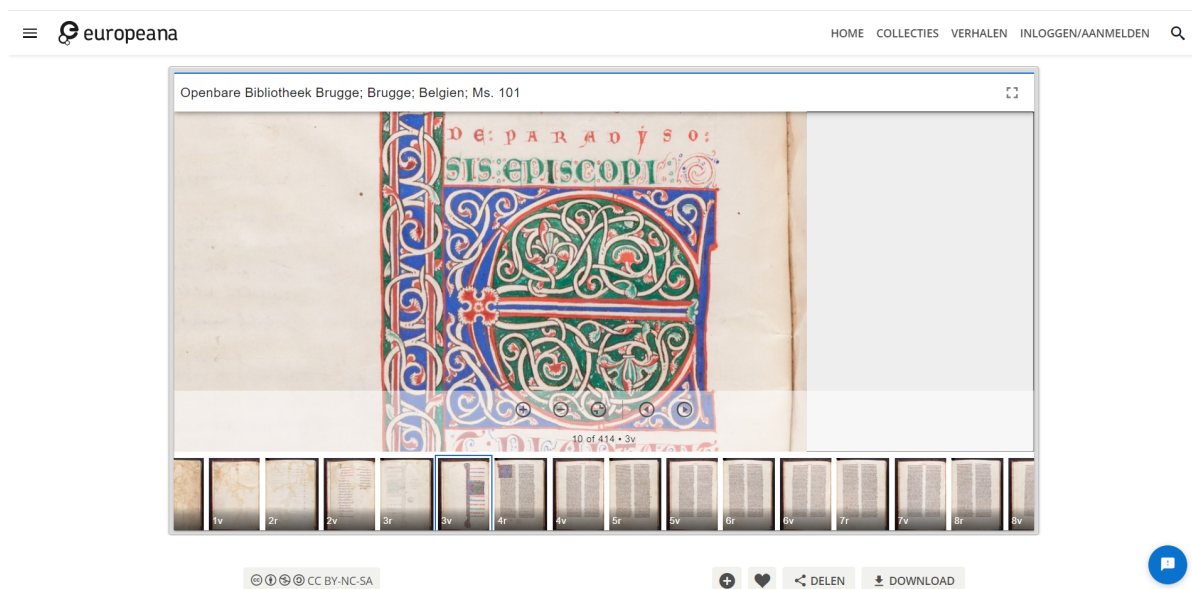 europeana
HOME COLLECTIES VERHALEN INLOGGEN/AANMELDEN
Openbare Bibliotheek Brugge; Brugge; Belgien; Ms. 101
DE: PARADYSO:
SIS: EPISCOPI
E
10 of 414 • 3v
1v 2r 2v 3r 3v 4r 4v 5r 5v 6r 6v 7r 7v 8r 8v
CC BY-NC-SA
DELEN DOWNLOAD